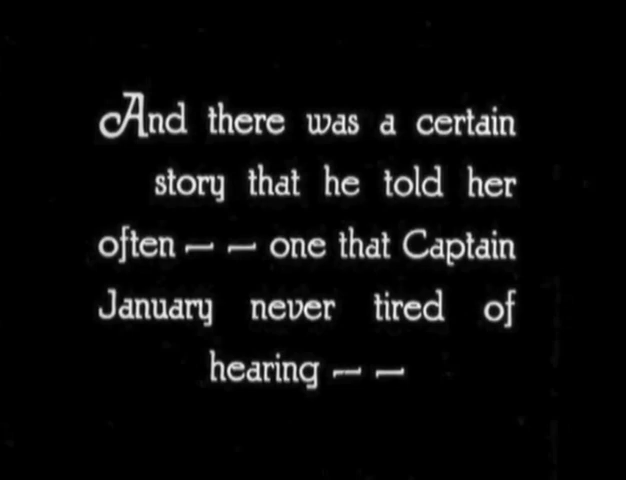 And there was a certain
story that he told her
often — — one that Captain
January never tired of
hearing — —